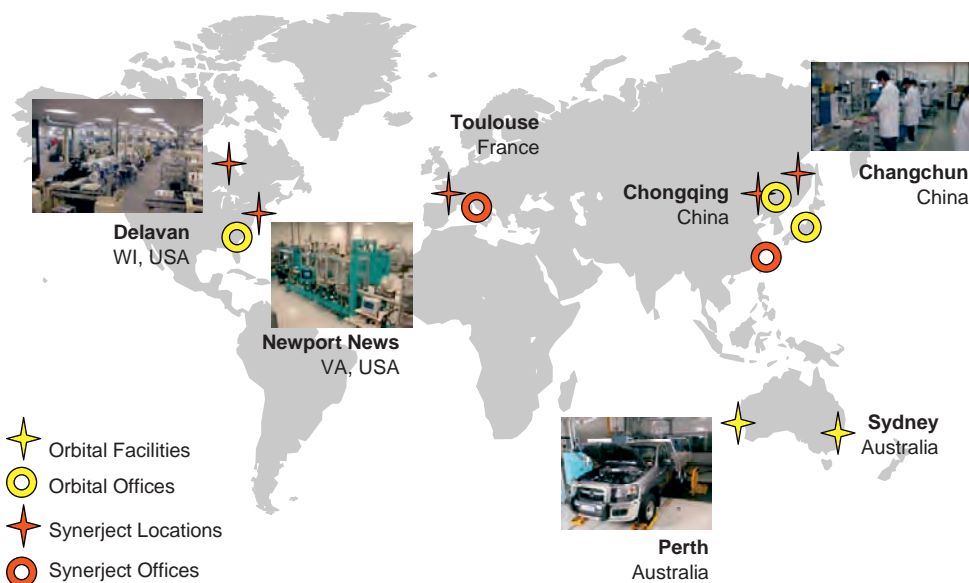 Toulouse
France
Changchun
China
Chongqing
China
Delavan
WI, USA
Newport News
VA, USA
Sydney
Australia
Perth
Australia
Orbital Facilities
Orbital Offices
Synerject Locations
Synerject Offices